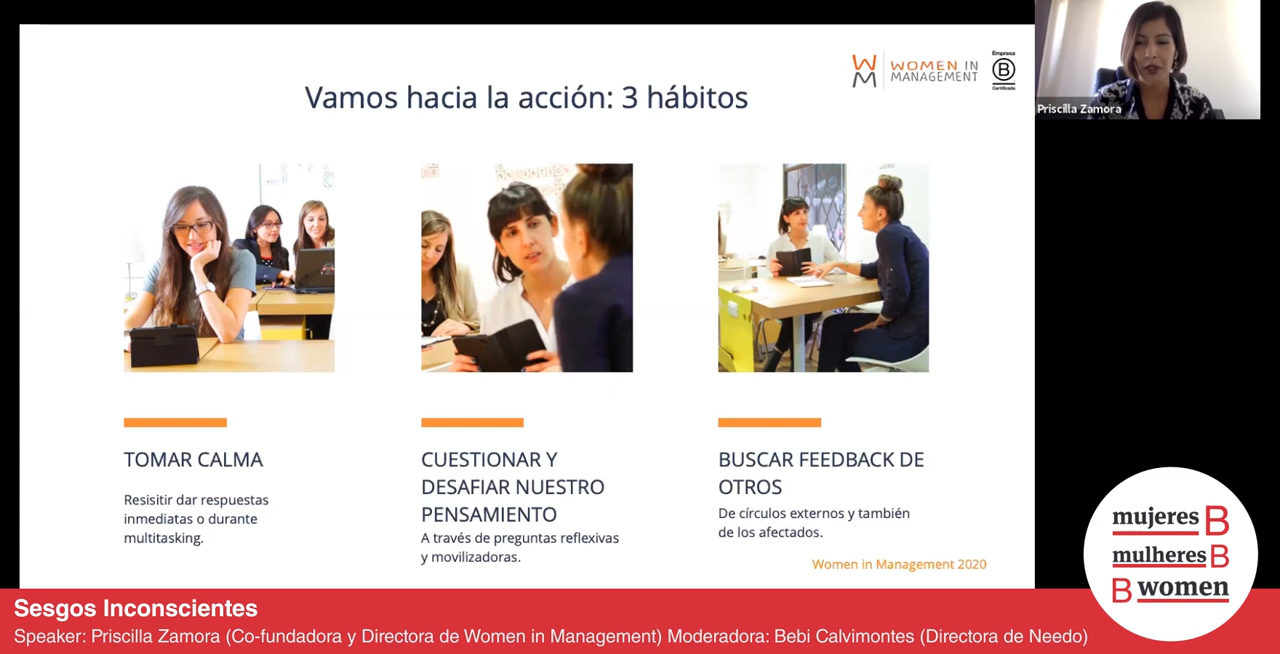 WM WOMEN IN
MANAGEMENT
Empresa
B
Certificada
Vamos hacia la acción: 3 hábitos
Priscilla Zamora
TOMAR CALMA
Resisitir dar respuestas
inmediatas o durante
multitasking.
CUESTIONAR Y
DESAFIAR NUESTRO
PENSAMIENTO
A través de preguntas reflexivas
y movilizadoras.
BUSCAR FEEDBACK DE
OTROS
De círculos externos y también
de los afectados.
Women in Management 2020
mujeres B
mulheres B
B women
Sesgos Inconscientes
Speaker: Priscilla Zamora (Co-fundadora y Directora de Women in Management) Moderadora: Bebi Calvimontes (Directora de Needo)